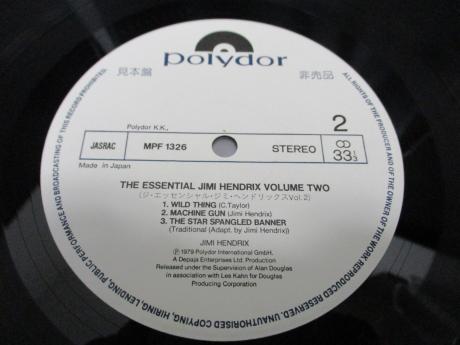 polydor
見本盤
非売品
Polydor K.K.,
2
JASRAC
MPF 1326
STEREO
33 1/3
Made in Japan
THE ESSENTIAL JIMI HENDRIX VOLUME TWO
(ジ・エッセンシャル・ジミ・ヘンドリックスVol.2)
1. WILD THING (C.Taylor)
2. MACHINE GUN (Jimi Hendrix)
3. THE STAR SPANGLED BANNER
(Traditional (Adapt. by Jimi Hendrix))
JIMI HENDRIX
℗ 1979 Polydor International GmbH.
A Depaja Enterprises Ltd. Production
Released under the Supervision of Alan Douglas
in association with Les Kahn for Douglas
Producing Corporation
ALL RIGHTS OF THE PRODUCER AND OF THE OWNER OF THE WORK REPRODUCED RESERVED. UNAUTHORISED COPYING, HIRING, LENDING, PUBLIC PERFORMANCE AND BROADCASTING OF THIS RECORD PROHIBITED.